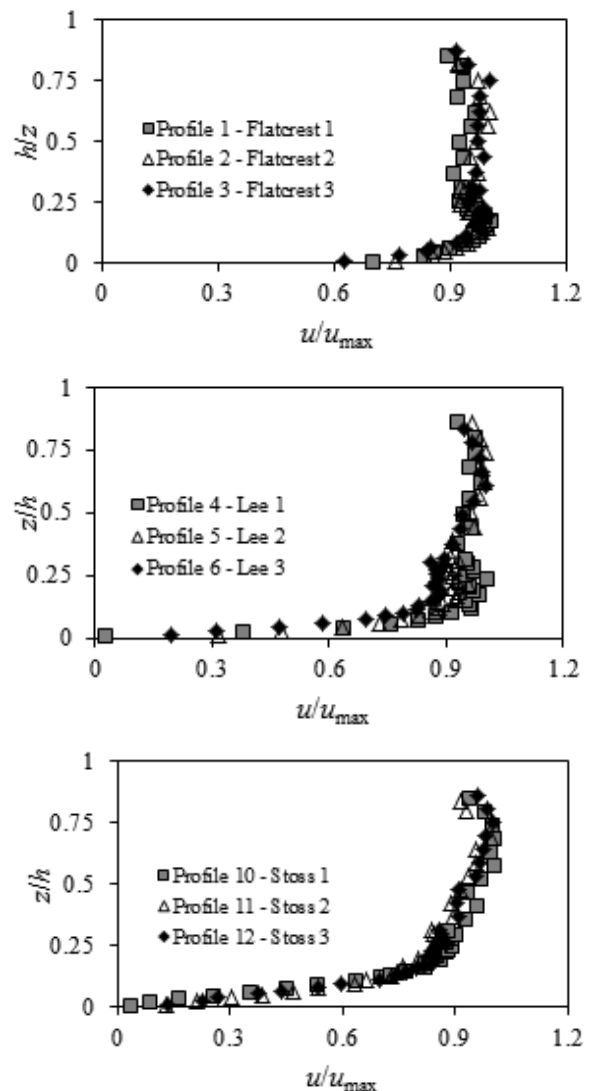 1
0.75
h/z
0.5
0.25
0
Profile 1 - Flatcrest 1
Profile 2 - Flatcrest 2
Profile 3 - Flatcrest 3
0 0.3 0.6 0.9 1.2
u/umax
1
0.75
z/h
0.5
0.25
0
Profile 4 - Lee 1
Profile 5 - Lee 2
Profile 6 - Lee 3
0 0.3 0.6 0.9 1.2
u/umax
1
0.75
z/h
0.5
0.25
0
Profile 10 - Stoss 1
Profile 11 - Stoss 2
Profile 12 - Stoss 3
0 0.3 0.6 0.9 1.2
u/umax